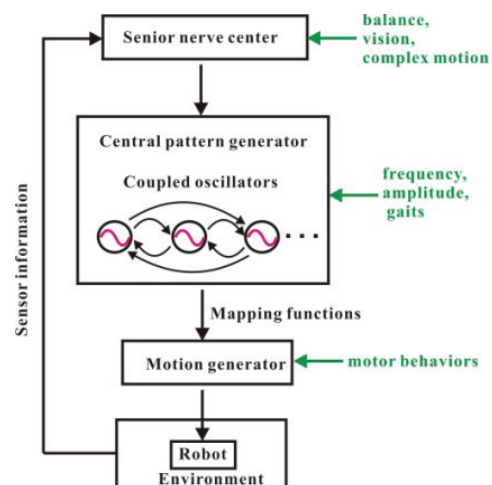 balance,
vision,
complex motion
Senior nerve center
Central pattern generator
Coupled oscillators
frequency,
amplitude,
gaits
Sensor information
Mapping functions
Motion generator
motor behaviors
Robot
Environment